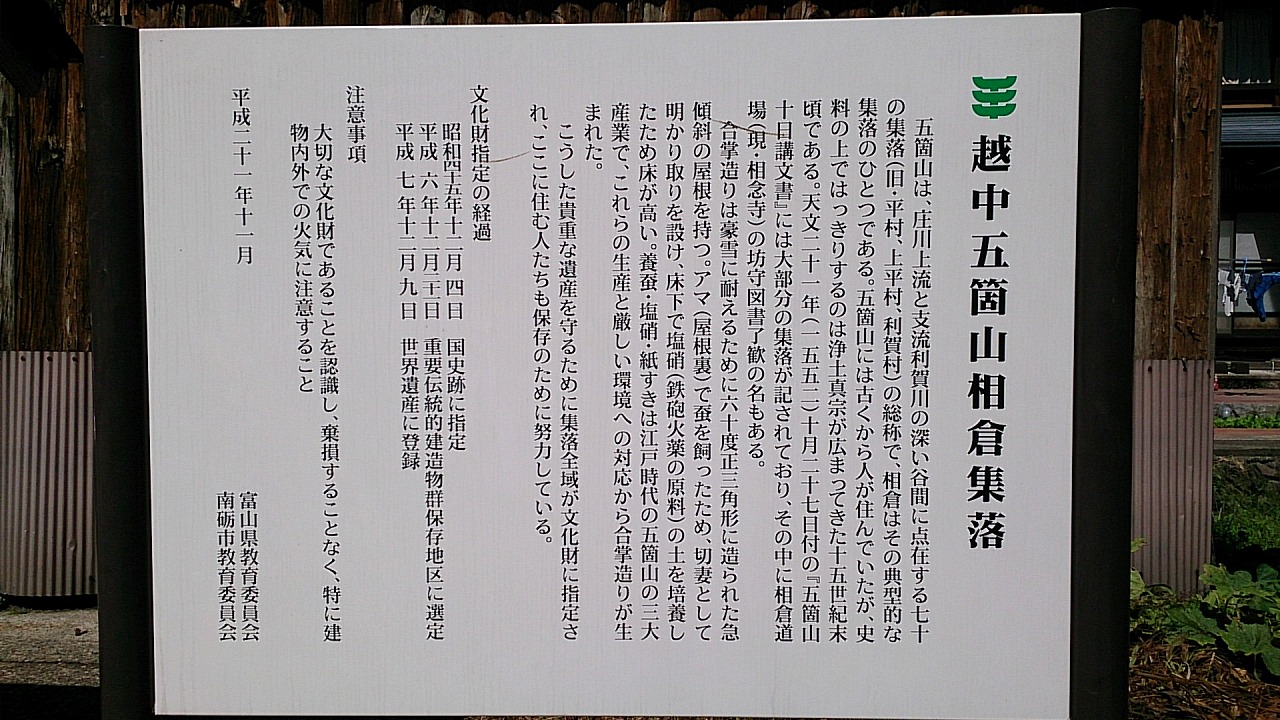 越中五箇山相倉集落
五箇山は、庄川上流と支流利賀川の深い谷間に点在する七十
の集落（旧・平村、上平村、利賀村）の総称で、相倉はその典型的な
集落のひとつである。五箇山には古くから人が住んでいたが、史
料の上ではっきりするのは浄土真宗が広まってきた十五世紀末
頃である。天文二十一年（一五五二）十月二十七日付の『五箇山
十日講文書』には大部分の集落が記されており、その中に相倉道
場（現・相念寺）の坊守図書了歓の名もある。
合掌造りは豪雪に耐えるために六十度正三角形に造られた急
傾斜の屋根を持つ。アマ（屋根裏）で蚕を飼ったため、切妻として
明かり取りを設け、床下で塩硝（鉄砲火薬の原料）の土を培養し
たため床が高い。養蚕・塩硝・紙すきは江戸時代の五箇山の三大
産業で、これらの生産と厳しい環境への対応から合掌造りが生
まれた。
こうした貴重な遺産を守るために集落全域が文化財に指定さ
れ、ここに住む人たちも保存のために努力している。
文化財指定の経過
昭和四十五年十二月 四日 国史跡に指定
平成 六年十二月二十一日 重要伝統的建造物群保存地区に選定
平成 七年十二月九日 世界遺産に登録
注意事項
大切な文化財であることを認識し、棄損することなく、特に建
物内外での火気に注意すること
平成二十一年十一月
富山県教育委員会
南砺市教育委員会